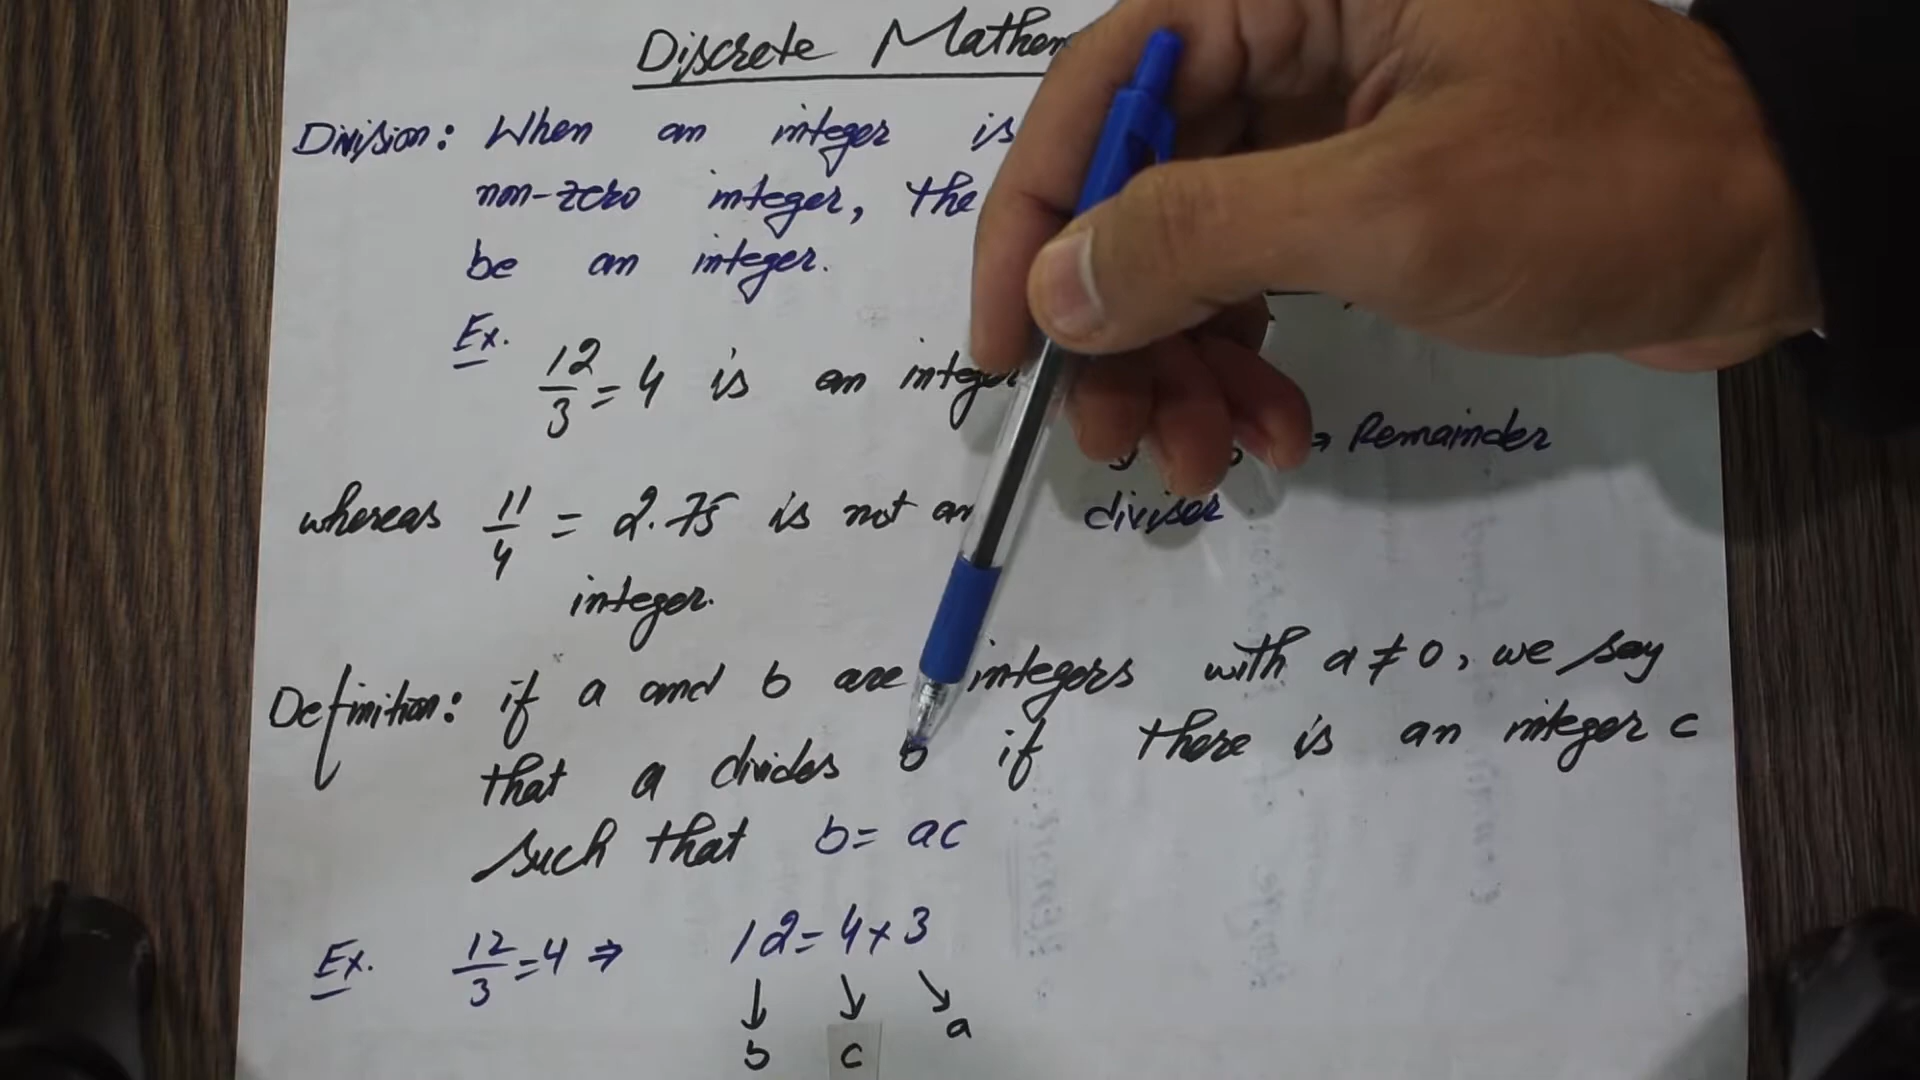 Discrete Mathem
Division: When an integer is
non-zero integer, the
be an integer.
Ex.
12/3 = 4 is an integer
→ Remainder
divisor
whereas 11/4 = 2.75 is not an
integer.
Definition: if a and b are integers with a ≠ 0, we say
that a divides b if there is an integer c
such that b = ac
Ex. 12/3 = 4 ⇒ 12 = 4 × 3
↓ ↘ ↘
b c a